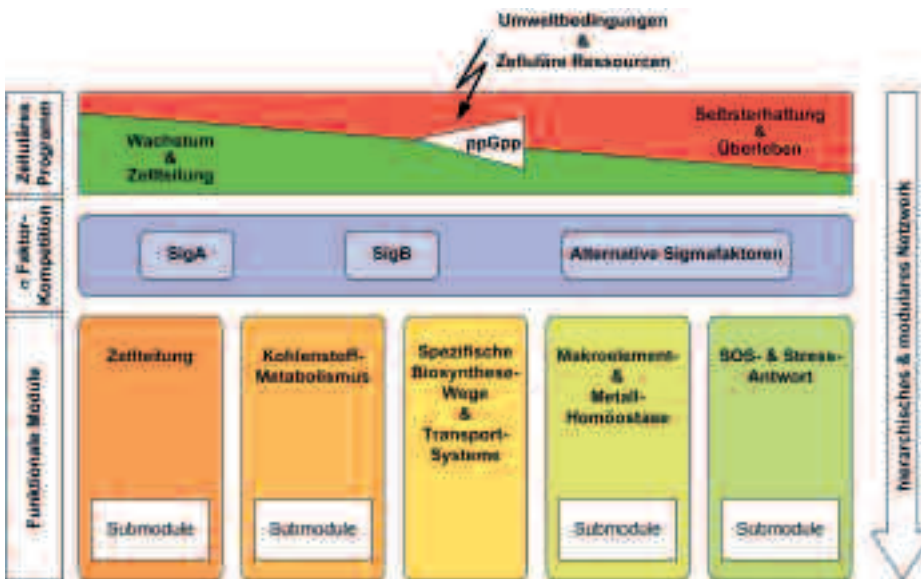 Umweltbedingungen
&
Zelluläre Ressourcen
Zelluläres
Programm
Wachstum
&
Zellteilung
ppGpp
Selbsterhaltung
&
Überleben
σ Faktor-
Kompetition
SigA
SigB
Alternative Sigmafaktoren
Funktionale Module
Zellteilung
Submodule
Kohlenstoff-
Metabolismus
Submodule
Spezifische
Biosynthese-
Wege
&
Transport-
Systeme
Makroelement-
&
Metall-
Homöostase
Submodule
SOS- & Stress-
Antwort
Submodule
hierarchisches & modulares Netzwerk